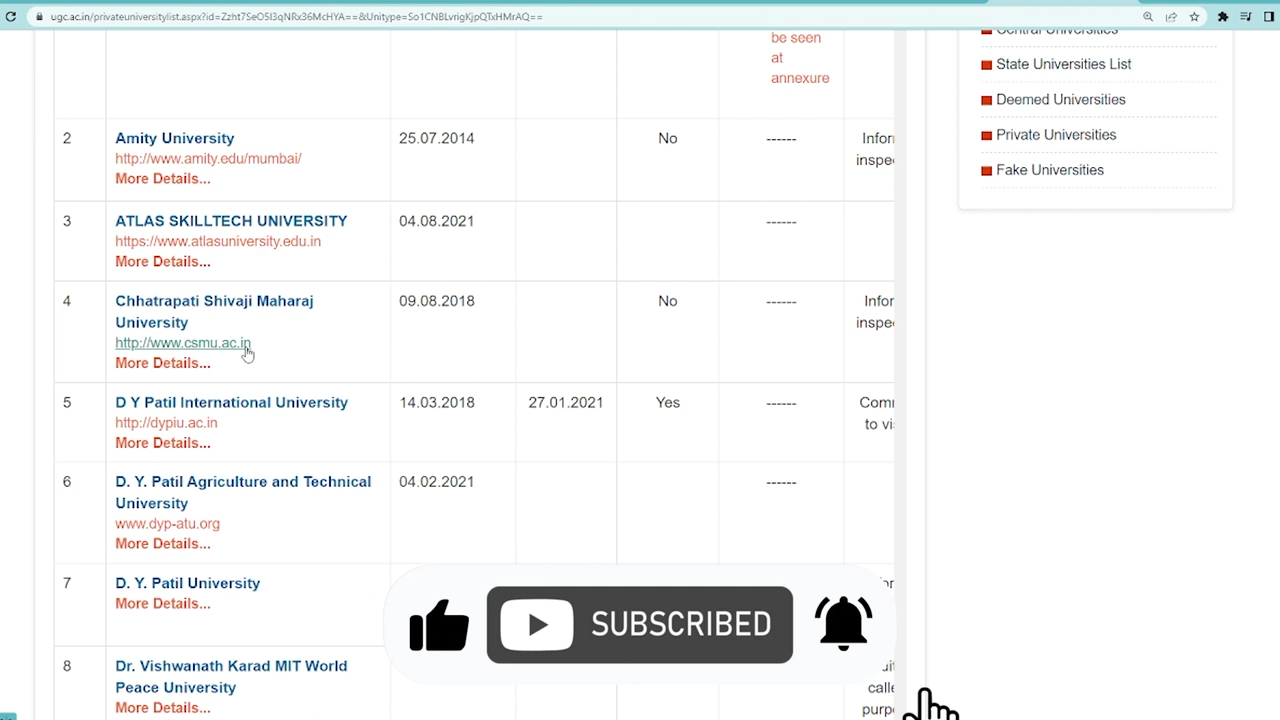 ugc.ac.in/privateuniversitylist.aspx?id=Zzht7SeO5I3qNRx36McHYA==&Unitype=So1CNBLvrigKjpQTxHMrAQ==
be seen
at
annexure
2 Amity University 25.07.2014 No ------ Infor
http://www.amity.edu/mumbai/ inspe
More Details...
3 ATLAS SKILLTECH UNIVERSITY 04.08.2021 ------
https://www.atlasuniversity.edu.in
More Details...
4 Chhatrapati Shivaji Maharaj 09.08.2018 No ------ Infor
University inspe
http://www.csmu.ac.in
More Details...
5 D Y Patil International University 14.03.2018 27.01.2021 Yes ------ Com
http://dypiu.ac.in to vi
More Details...
6 D. Y. Patil Agriculture and Technical 04.02.2021 ------
University
www.dyp-atu.org
More Details...
7 D. Y. Patil University
More Details...
8 Dr. Vishwanath Karad MIT World
Peace University calle
More Details... purp
SUBSCRIBED
Central Universities
State Universities List
Deemed Universities
Private Universities
Fake Universities